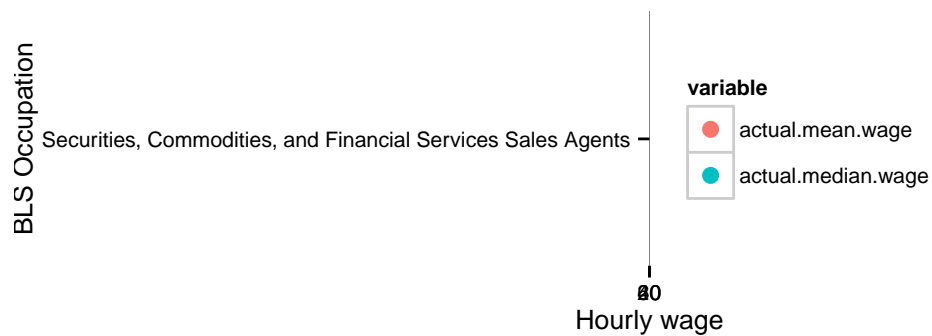 BLS Occupation
Securities, Commodities, and Financial Services Sales Agents
variable
actual.mean.wage
actual.median.wage
Hourly wage